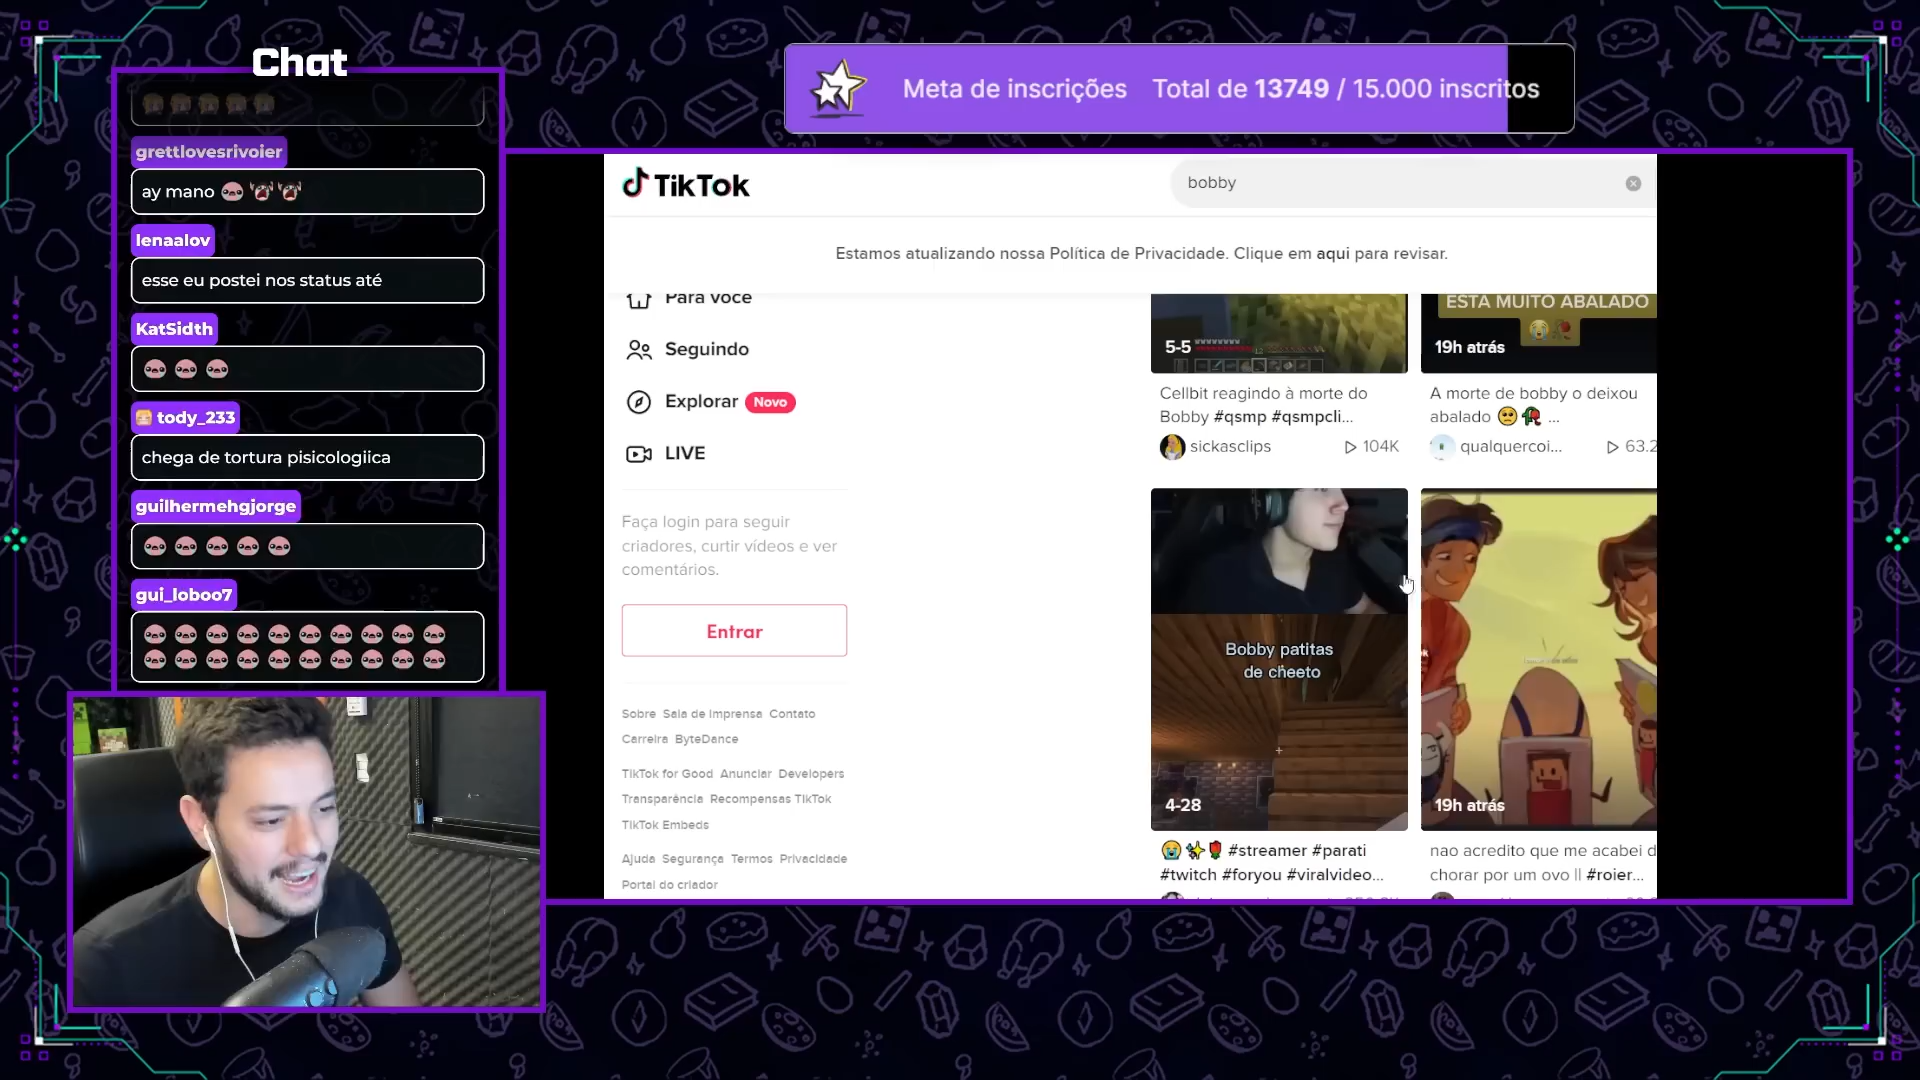 Chat
grettlovesrivoier
ay mano
lenaalov
esse eu postei nos status até
KatSidth
tody_233
chega de tortura pisicologiica
guilhermehgjorge
gui_loboo7
Meta de inscrições Total de 13749 / 15.000 inscritos
TikTok
bobby
Estamos atualizando nossa Política de Privacidade. Clique em aqui para revisar.
Para você
Seguindo
Explorar Novo
LIVE
Faça login para seguir
criadores, curtir vídeos e ver
comentários.
Entrar
Sobre Sala de Imprensa Contato
Carreira ByteDance
TikTok for Good Anunciar Developers
Transparência Recompensas TikTok
TikTok Embeds
Ajuda Segurança Termos Privacidade
Portal do criador
5-5
Cellbit reagindo à morte do
Bobby #qsmp #qsmpcli...
sickasclips 104K
ESTÁ MUITO ABALADO
19h atrás
A morte de bobby o deixou
abalado ...
qualquercoi... 63.2
Bobby patitas
de cheeto
4-28
#streamer #parati
#twitch #foryou #viralvideo...
19h atrás
nao acredito que me acabei d
chorar por um ovo || #roier...